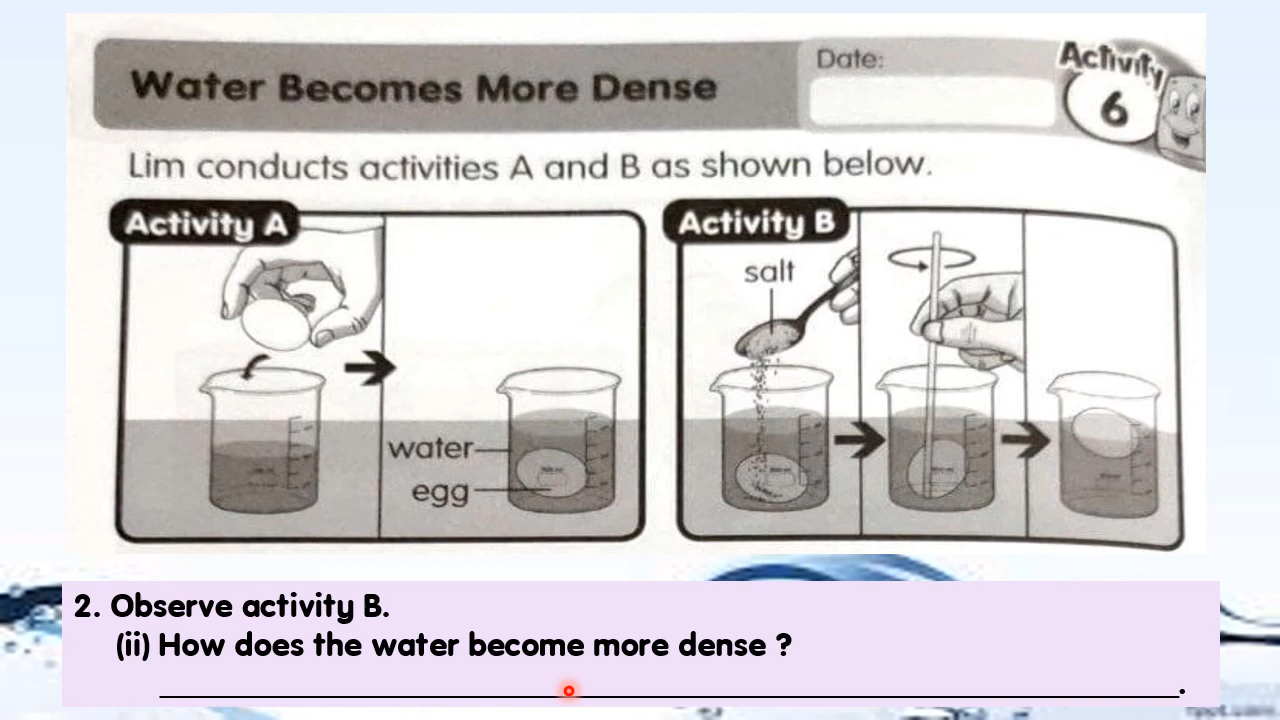 Water Becomes More Dense
Date:
Activity
6
Lim conducts activities A and B as shown below.
Activity A
water
egg
Activity B
salt
2. Observe activity B.
(ii) How does the water become more dense ?
.